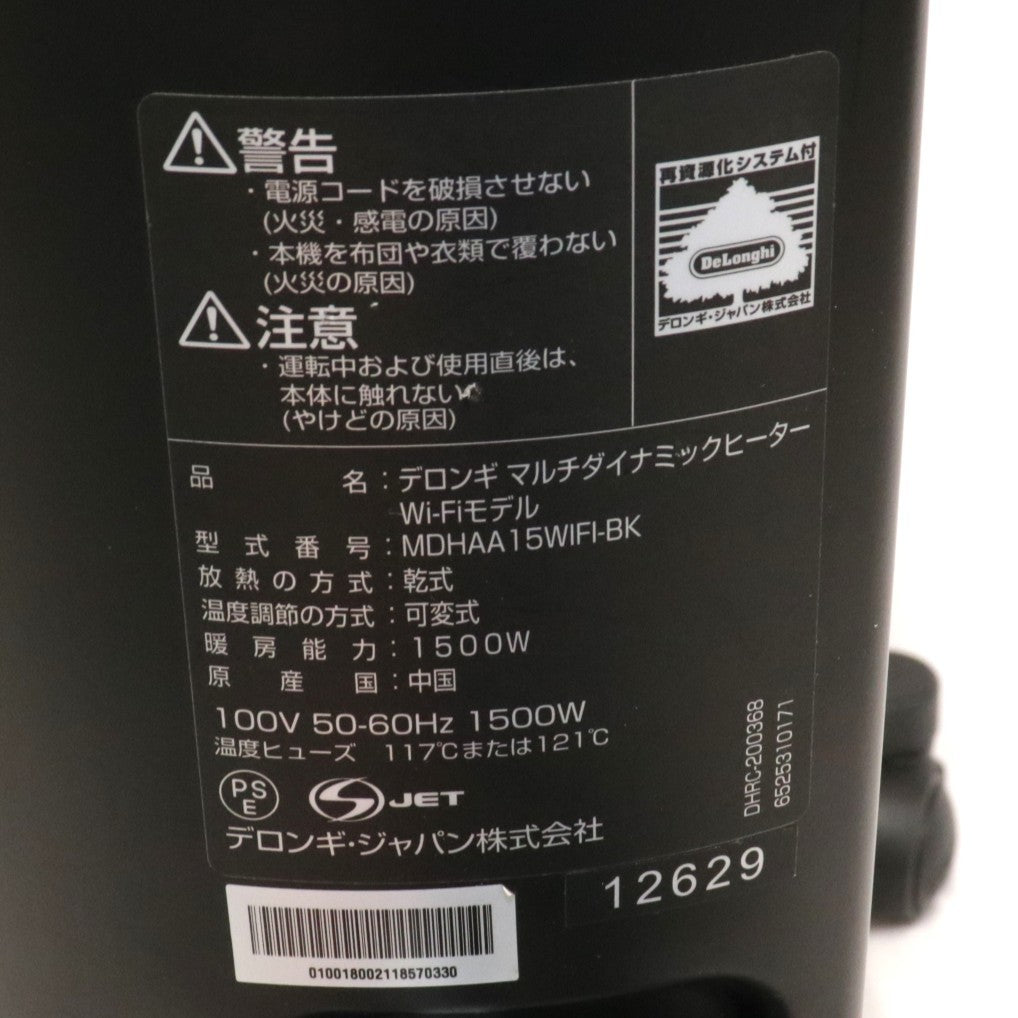 警告
・電源コードを破損させない
(火災・感電の原因)
・本機を布団や衣類で覆わない
(火災の原因)
注意
・運転中および使用直後は、
本体に触れない
(やけどの原因)
再資源化システム付
DeLonghi
デロンギ・ジャパン株式会社
品名：デロンギ マルチダイナミックヒーター
Wi-Fiモデル
型式番号：MDHAA15WIFI-BK
放熱の方式：乾式
温度調節の方式：可変式
暖房能力：1500W
原産国：中国
100V 50-60Hz 1500W
温度ヒューズ 117℃または121℃
PSE
JET
デロンギ・ジャパン株式会社
DHRC-200368
6525310171
12629
010018002118570330